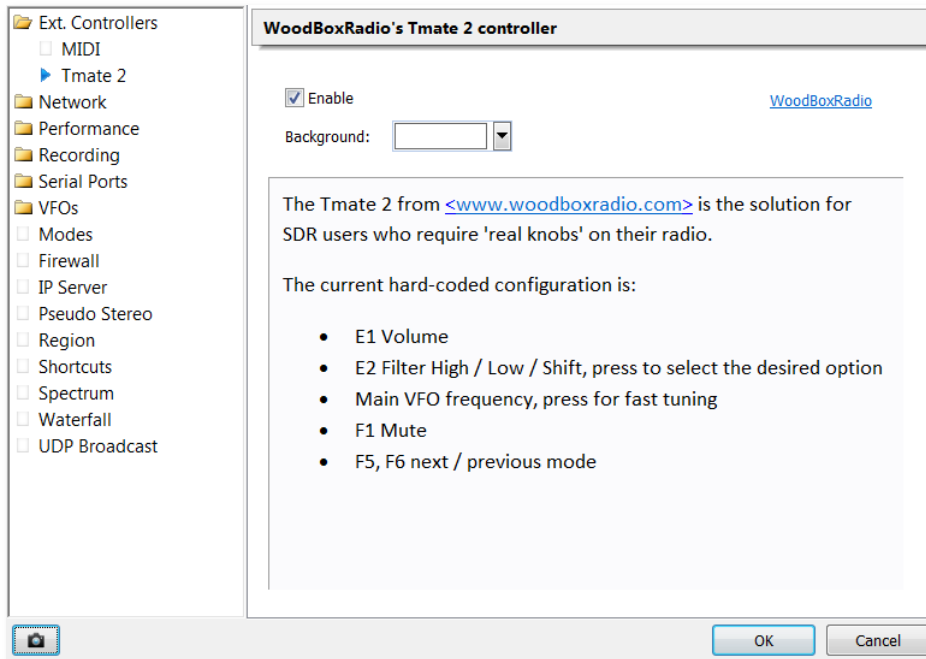 Ext. Controllers
MIDI
Tmate 2
Network
Performance
Recording
Serial Ports
VFOs
Modes
Firewall
IP Server
Pseudo Stereo
Region
Shortcuts
Spectrum
Waterfall
UDP Broadcast
WoodBoxRadio's Tmate 2 controller
Enable
WoodBoxRadio
Background:
The Tmate 2 from <www.woodboxradio.com> is the solution for
SDR users who require 'real knobs' on their radio.
The current hard-coded configuration is:
• E1 Volume
• E2 Filter High / Low / Shift, press to select the desired option
• Main VFO frequency, press for fast tuning
• F1 Mute
• F5, F6 next / previous mode
OK
Cancel